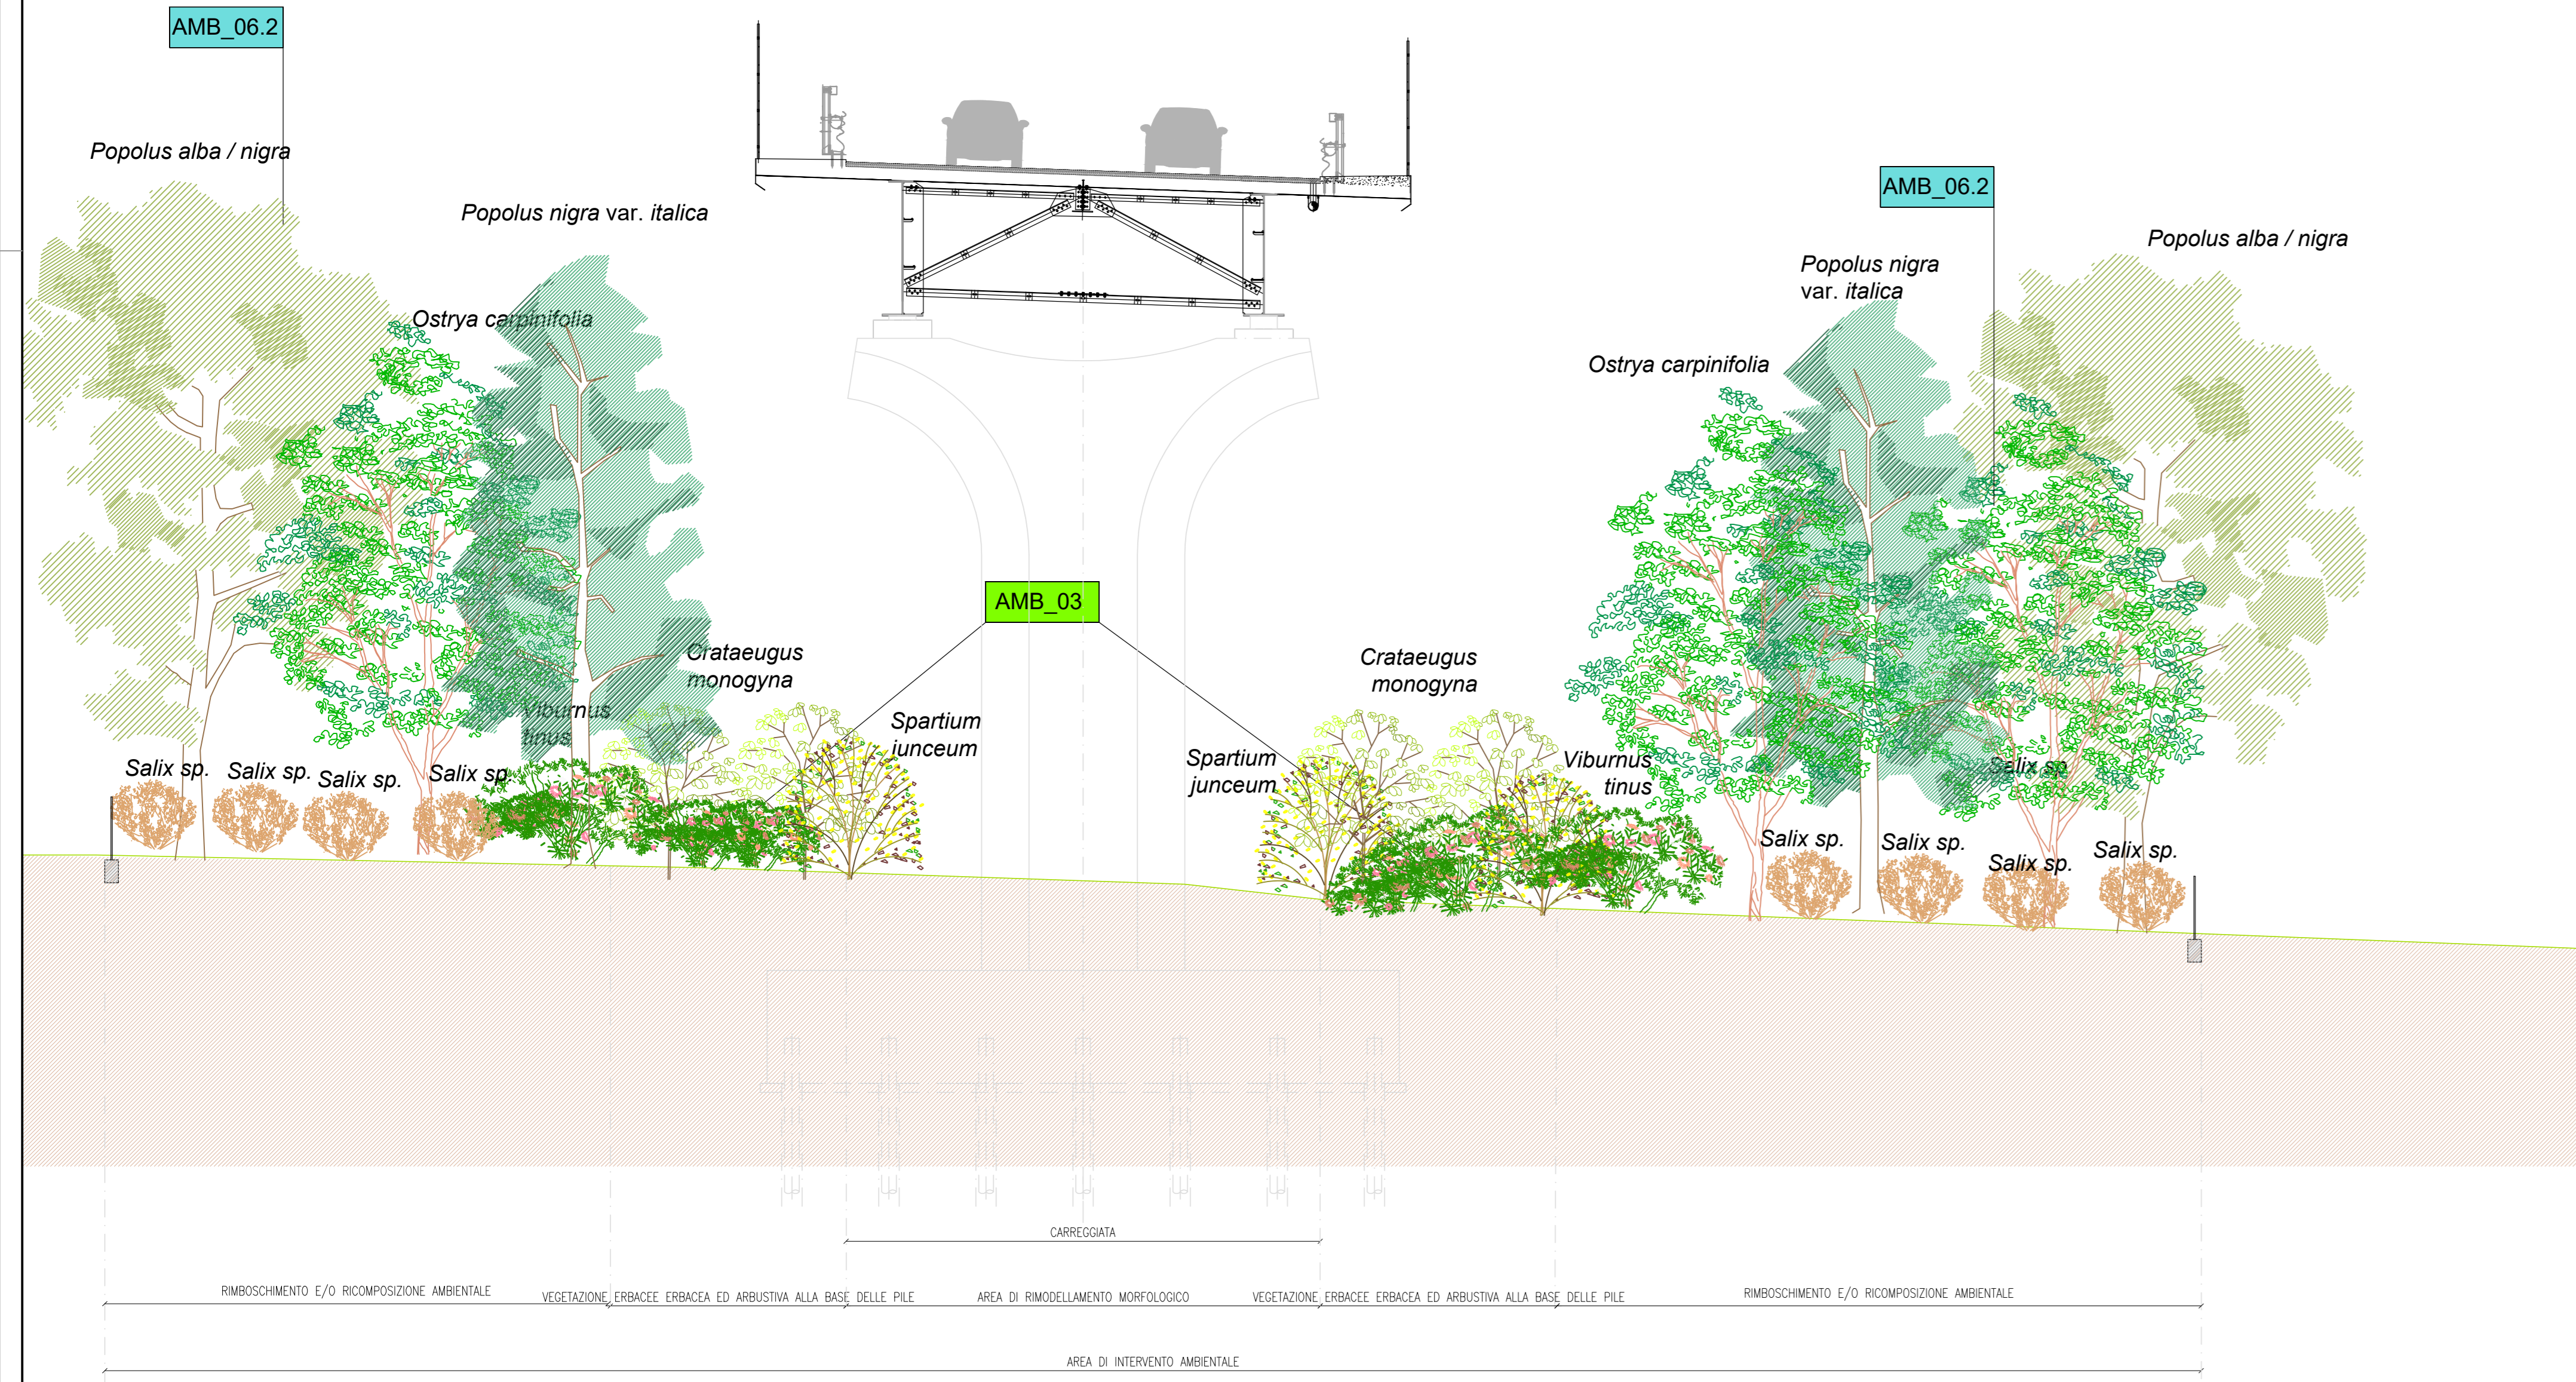 AMB_06.2
Popolus alba / nigra
Popolus nigra var. italica
Ostrya carpinifolia
AMB_06.2
Popolus alba / nigra
Popolus nigra
var. italica
Ostrya carpinifolia
AMB_03
Crataeugus
monogyna
Viburnus
tinus
Spartium
iunceum
Crataeugus
monogyna
Spartium
junceum
Viburnus
tinus
Salix sp.
Salix sp.
Salix sp.
Salix sp.
Salix sp.
Salix sp.
Salix sp.
Salix sp.
Salix sp.
CARREGGIATA
RIMBOSCHIMENTO E/O RICOMPOSIZIONE AMBIENTALE
VEGETAZIONE ERBACEE ERBACEA ED ARBUSTIVA ALLA BASE DELLE PILE
AREA DI RIMODELLAMENTO MORFOLOGICO
VEGETAZIONE ERBACEE ERBACEA ED ARBUSTIVA ALLA BASE DELLE PILE
RIMBOSCHIMENTO E/O RICOMPOSIZIONE AMBIENTALE
AREA DI INTERVENTO AMBIENTALE